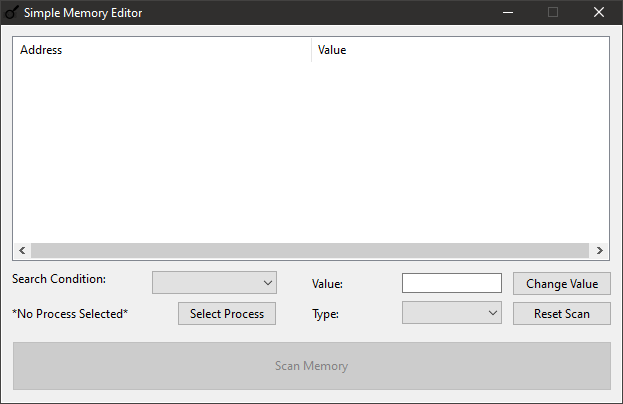 Simple Memory Editor
Address Value
Search Condition: Value: Change Value
*No Process Selected* Select Process Type: Reset Scan
Scan Memory